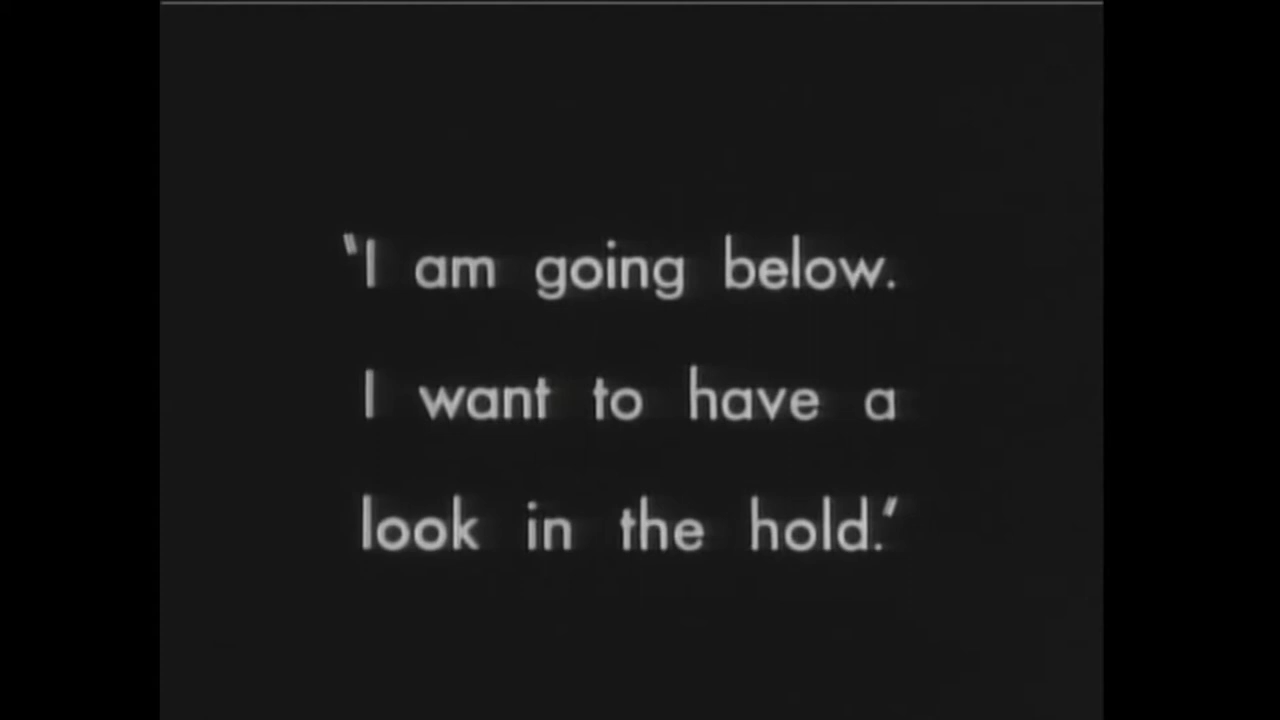 "I am going below.
I want to have a
look in the hold."